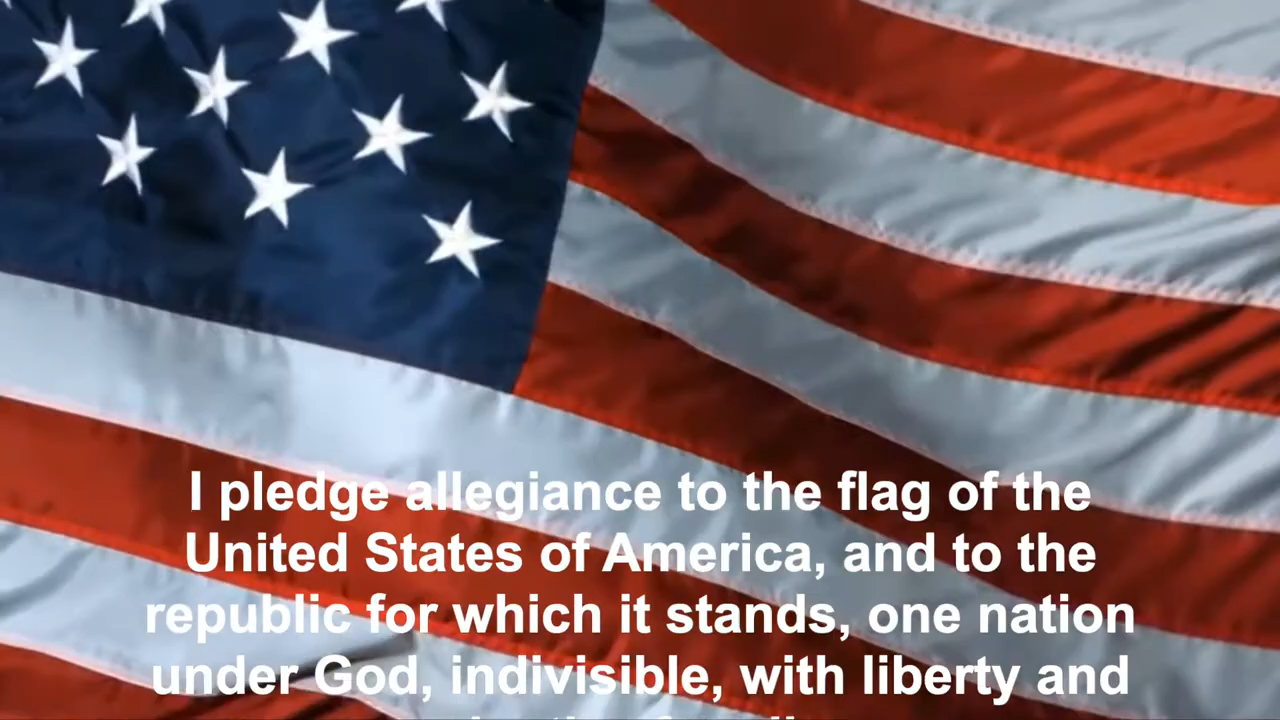 I pledge allegiance to the flag of the
United States of America, and to the
republic for which it stands, one nation
under God, indivisible, with liberty and